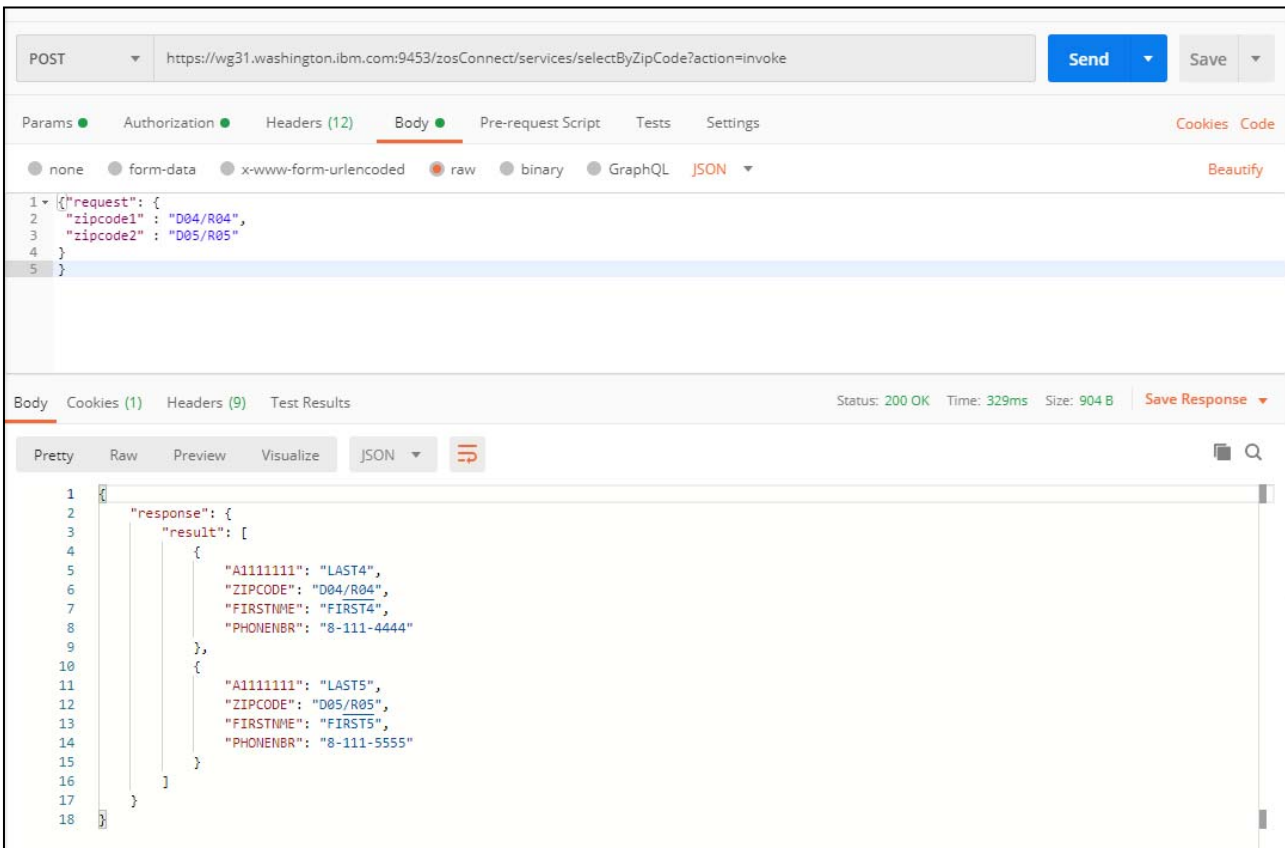 POST https://wg31.washington.ibm.com:9453/zosConnect/services/selectByZipCode?action=invoke Send Save
Params Authorization Headers (12) Body Pre-request Script Tests Settings Cookies Code
none form-data x-www-form-urlencoded raw binary GraphQL JSON Beautify
1 {"request": {
2 "zipcode1" : "D04/R04",
3 "zipcode2" : "D05/R05"
4 }
5 }
Body Cookies (1) Headers (9) Test Results Status: 200 OK Time: 329ms Size: 904 B Save Response
Pretty Raw Preview Visualize JSON
1 {
2 "response": {
3 "result": [
4 {
5 "A1111111": "LAST4",
6 "ZIPCODE": "D04/R04",
7 "FIRSTNME": "FIRST4",
8 "PHONENBR": "8-111-4444"
9 },
10 {
11 "A1111111": "LAST5",
12 "ZIPCODE": "D05/R05",
13 "FIRSTNME": "FIRST5",
14 "PHONENBR": "8-111-5555"
15 }
16 ]
17 }
18 }